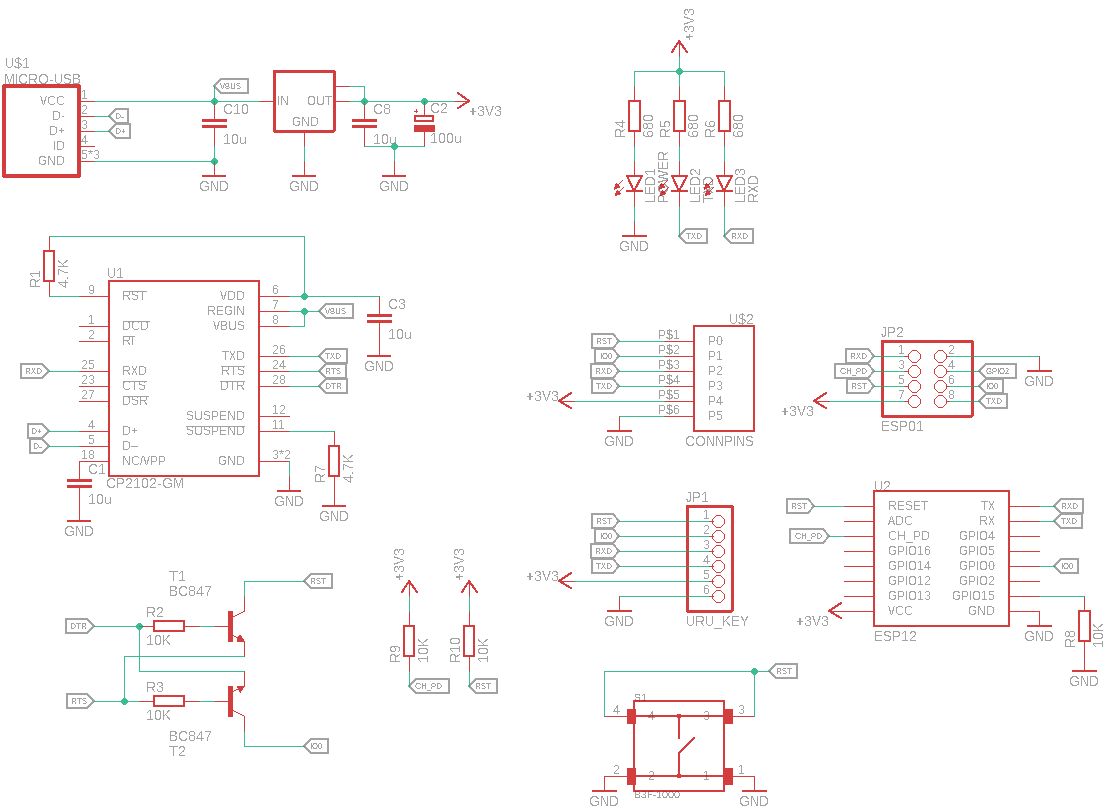 U$1
MICRO-USB
VCC 1
D- 2 D-
D+ 3 D+
ID 4
GND 5*3
VBUS
C10
10u
GND
IN OUT
GND
GND
C8
10u
C2
+
100u
GND
+3V3
+3V3
R4
680
R5
680
R6
680
LED1
POWER
LED2
TXD
LED3
RXD
GND
TXD
RXD
R1
4.7K
U1
9 RST VDD 6
REGIN 7 VBUS
1 DCD VBUS 8
2 RI
TXD 26 TXD
RXD 25 RXD RTS 24 RTS
23 CTS DTR 28 DTR
27 DSR
SUSPEND 12
D+ 4 D+ SUSPEND 11
D- 5 D–
18 NC/VPP GND 3*2
CP2102-GM
C3
10u
GND
C1
10u
GND
GND
R7
4.7K
GND
U$2
RST P$1 P0
IO0 P$2 P1
RXD P$3 P2
TXD P$4 P3
+3V3 P$5 P4
P$6 P5
GND
CONNPINS
JP2
RXD 1 2
CH_PD 3 4 GPIO2
RST 5 6 IO0
+3V3 7 8 TXD
GND
ESP01
JP1
RST 1
IO0 2
RXD 3
TXD 4
+3V3 5
6
GND
URU_KEY
U2
RST RESET TX RXD
ADC RX TXD
CH_PD CH_PD GPIO4
GPIO16 GPIO5
GPIO14 GPIO0 IO0
GPIO12 GPIO2
GPIO13 GPIO15
+3V3 VCC GND
ESP12
GND
R8
10K
GND
T1
BC847
RST
DTR
R2
10K
RTS
R3
10K
BC847
T2
IO0
+3V3
R9
10K
CH_PD
+3V3
R10
10K
RST
RST
S1
4 4 3 3
2 2 1 1
B3F-1000
GND
GND